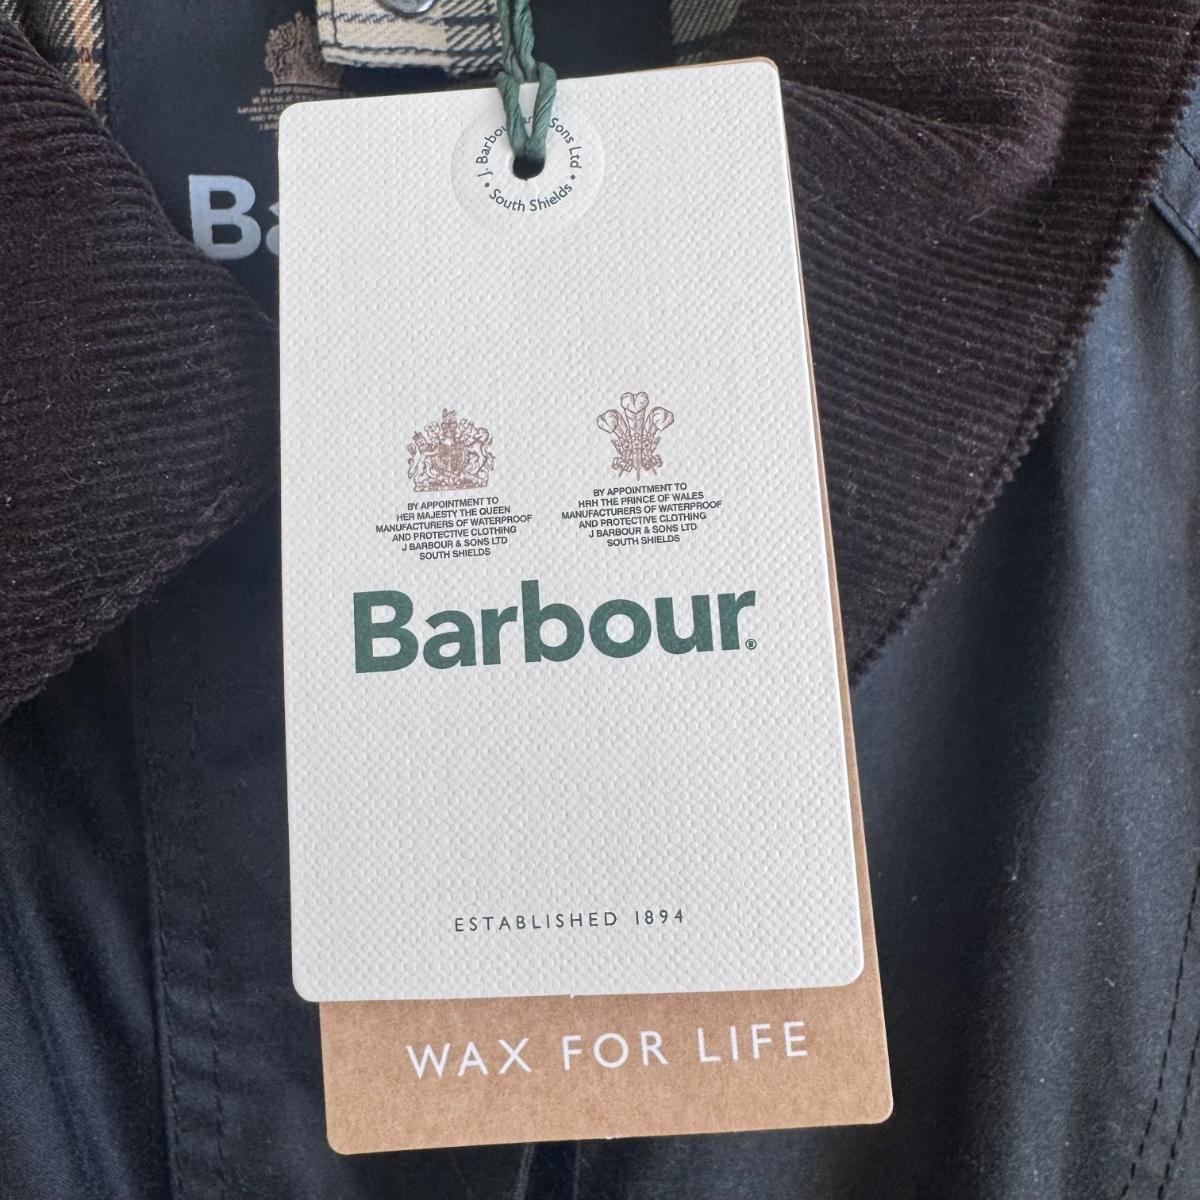 J. Barbour and Sons Ltd
• South Shields •
BY APPOINTMENT TO
HER MAJESTY THE QUEEN
MANUFACTURERS OF WATERPROOF
AND PROTECTIVE CLOTHING
J BARBOUR & SONS LTD
SOUTH SHIELDS
BY APPOINTMENT TO
HRH THE PRINCE OF WALES
MANUFACTURERS OF WATERPROOF
AND PROTECTIVE CLOTHING
J BARBOUR & SONS LTD
SOUTH SHIELDS
Barbour®
ESTABLISHED 1894
WAX FOR LIFE